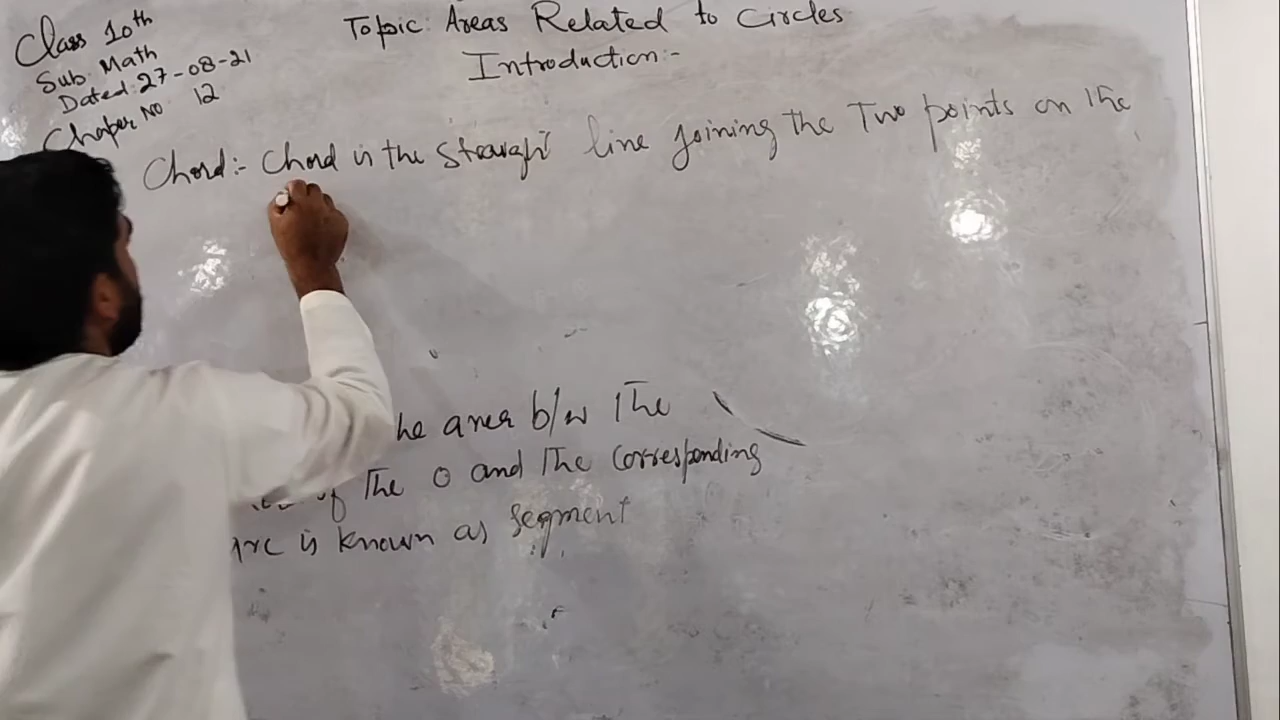 Class 10th
Sub: Math
Dated: 27-08-21
Chapter No 12
Topic: Areas Related to Circles
Introduction:-
Chord:- Chord is the straight line joining the Two points on the
he area b/w The
of The O and The Corresponding
arc is known as segment